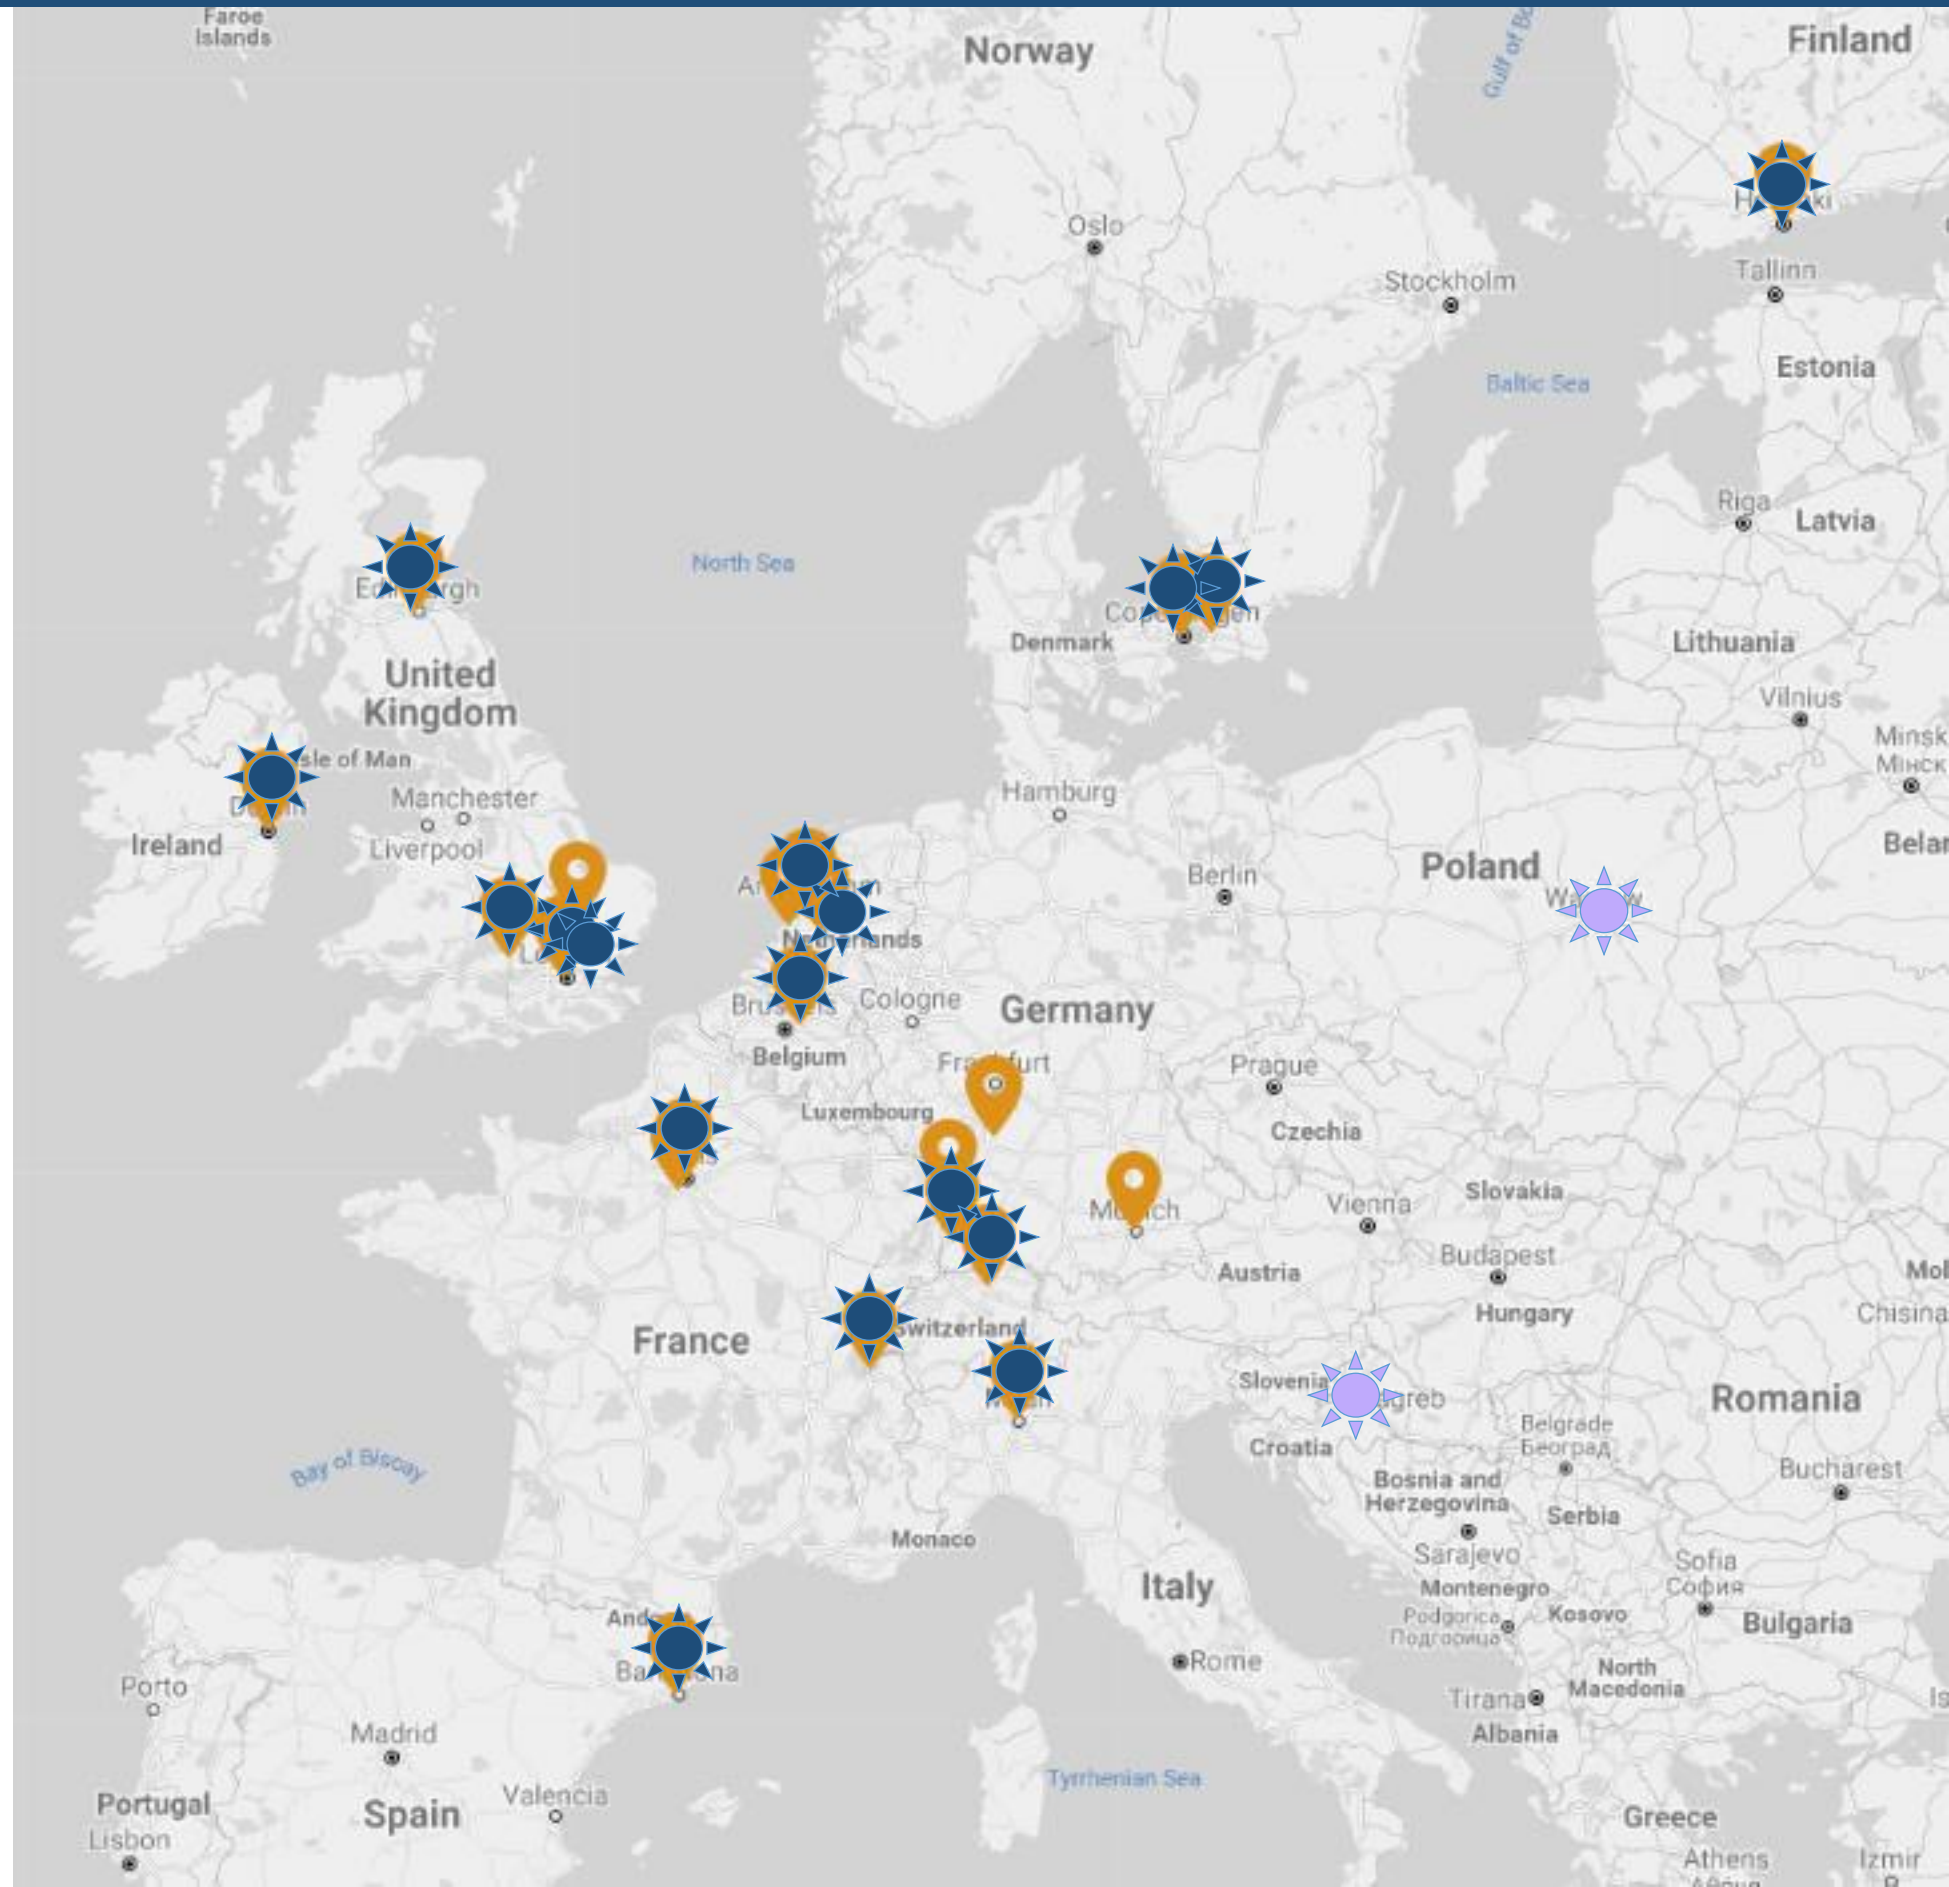 Faroe
Islands
Norway
Finland
Oslo
Stockholm
Tallinn
Estonia
Baltic Sea
Riga
Latvia
North Sea
Denmark
Lithuania
United
Kingdom
Vilnius
Minsk
Мінск
Manchester
Liverpool
Ireland
Hamburg
Berlin
Poland
Netherlands
Cologne
Germany
Belgium
Luxembourg
Prague
Czechia
Slovakia
Vienna
Budapest
Austria
Hungary
Switzerland
France
Slovenia
Romania
Croatia
Belgrade
Београд
Bay of Biscay
Bosnia and
Herzegovina
Serbia
Bucharest
Monaco
Sarajevo
Sofia
София
Italy
Montenegro
Kosovo
Bulgaria
Podgorica
Подгорица
Rome
North
Macedonia
Tirana
Albania
Porto
Madrid
Tyrrhenian Sea
Valencia
Portugal
Spain
Greece
Lisbon
Athens
Izmir